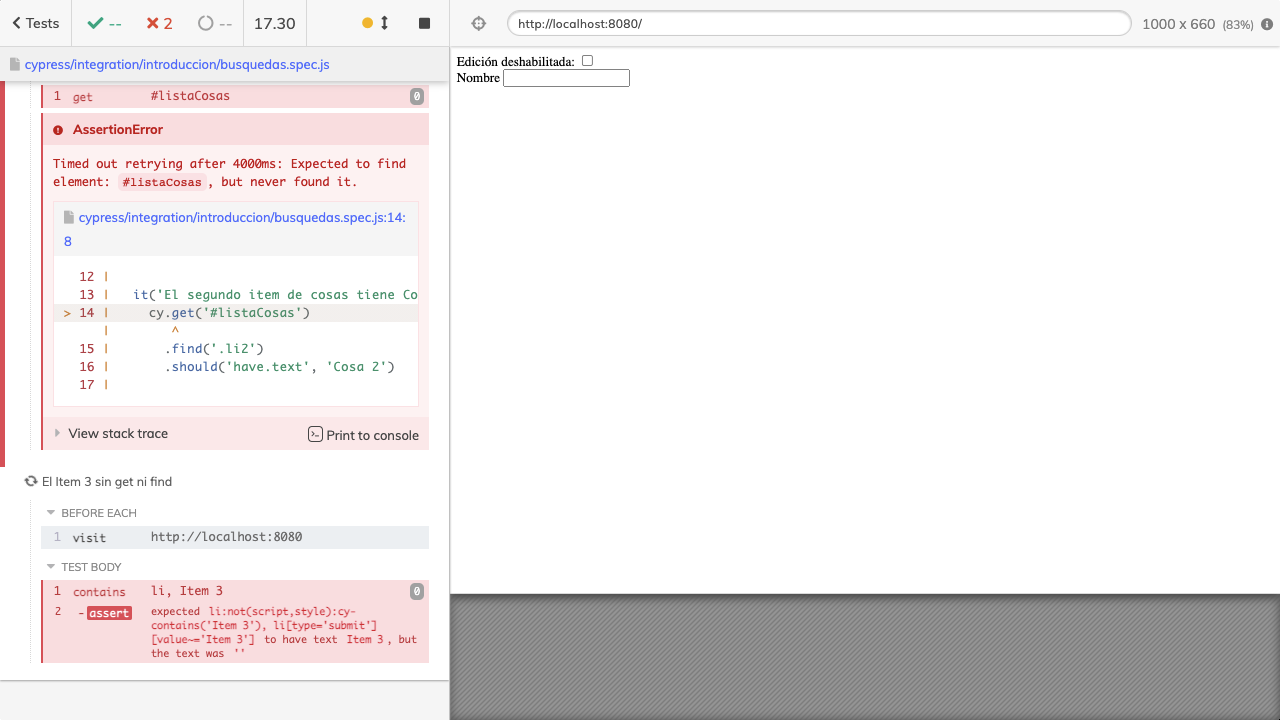 Tests -- 2 -- 17.30
http://localhost:8080/ 1000 x 660 (83%)
cypress/integration/introduccion/busquedas.spec.js
1 get #listaCosas 0
AssertionError
Timed out retrying after 4000ms: Expected to find
element: #listaCosas, but never found it.
cypress/integration/introduccion/busquedas.spec.js:14:
8
12 |
13 | it('El segundo item de cosas tiene Co
> 14 | cy.get('#listaCosas')
| ^
15 | .find('.li2')
16 | .should('have.text', 'Cosa 2')
17 |
View stack trace Print to console
El Item 3 sin get ni find
BEFORE EACH
1 visit http://localhost:8080
TEST BODY
1 contains li, Item 3 0
2 -assert expected li:not(script,style):cy-
contains('Item 3'), li[type='submit']
[value~='Item 3'] to have text Item 3, but
the text was ''
Edición deshabilitada:
Nombre